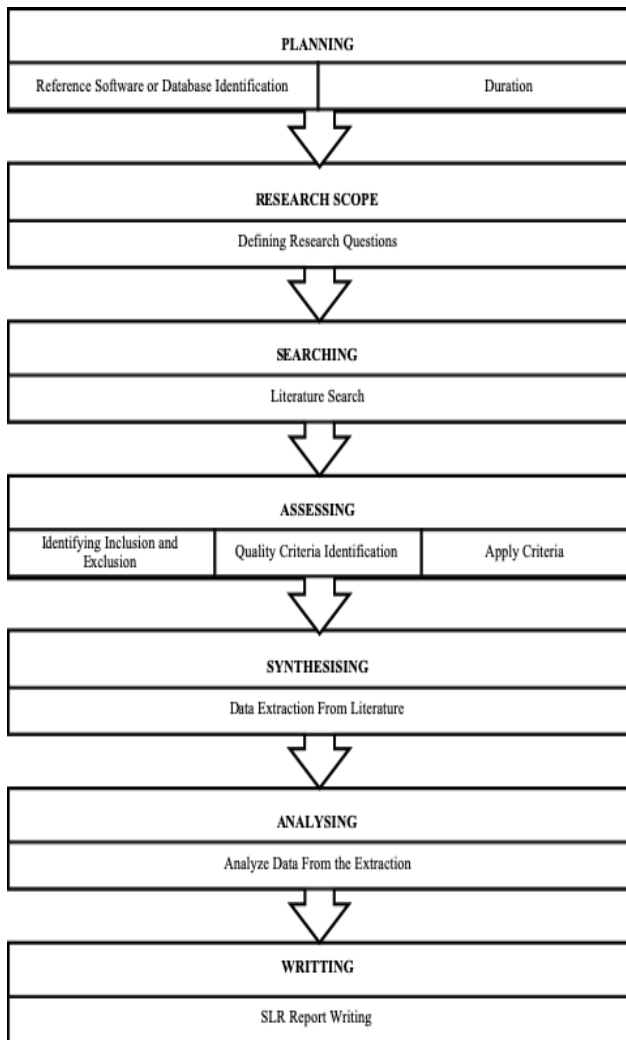 PLANNING
Reference Software or Database Identification
Duration
RESEARCH SCOPE
Defining Research Questions
SEARCHING
Literature Search
ASSESSING
Identifying Inclusion and
Exclusion
Quality Criteria Identification
Apply Criteria
SYNTHESISING
Data Extraction From Literature
ANALYSING
Analyze Data From the Extraction
WRITTING
SLR Report Writing